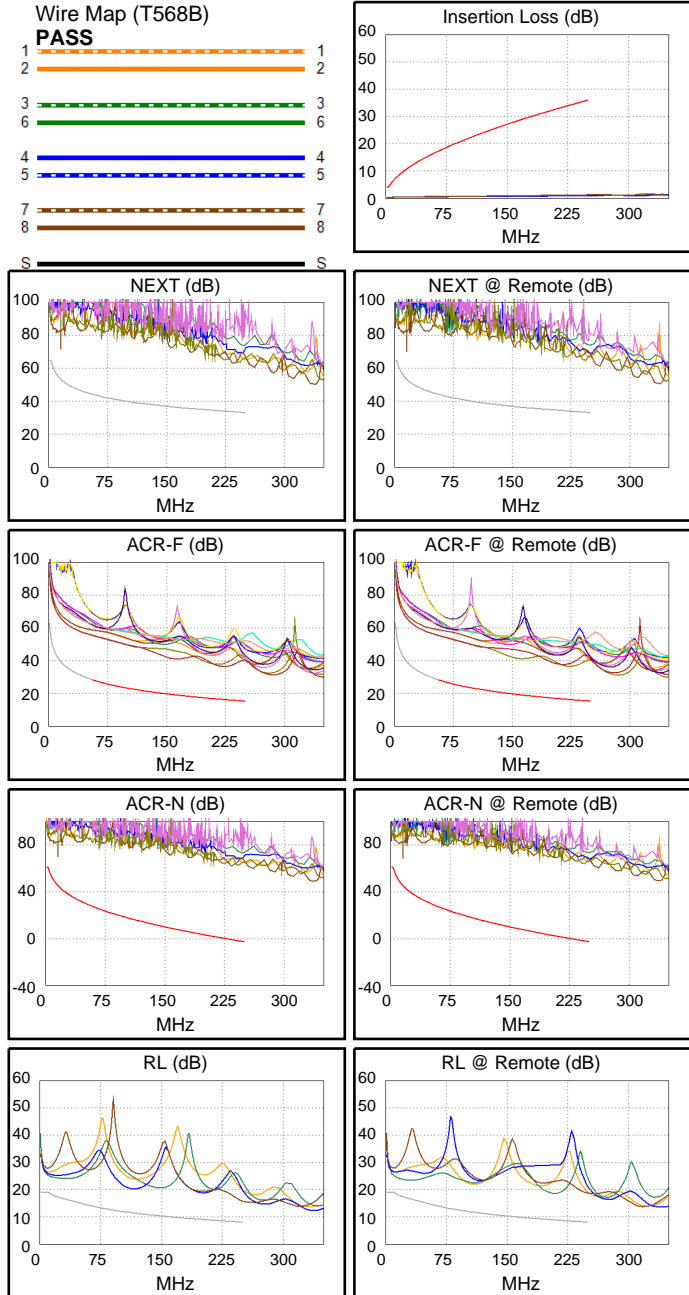 Wire Map (T568B)
PASS
1 1
2 2
3 3
6 6
4 4
5 5
7 7
8 8
S S
Insertion Loss (dB)
60
50
40
30
20
10
0
0 75 150 225 300
MHz
NEXT (dB)
100
80
60
40
20
0
0 75 150 225 300
MHz
NEXT @ Remote (dB)
100
80
60
40
20
0
0 75 150 225 300
MHz
ACR-F (dB)
100
80
60
40
20
0
0 75 150 225 300
MHz
ACR-F @ Remote (dB)
100
80
60
40
20
0
0 75 150 225 300
MHz
ACR-N (dB)
80
40
0
-40
0 75 150 225 300
MHz
ACR-N @ Remote (dB)
80
40
0
-40
0 75 150 225 300
MHz
RL (dB)
60
50
40
30
20
10
0
0 75 150 225 300
MHz
RL @ Remote (dB)
60
50
40
30
20
10
0
0 75 150 225 300
MHz